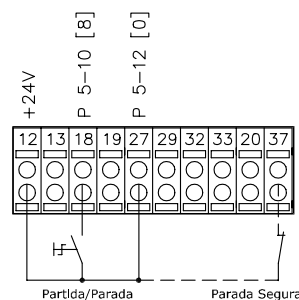 +24V
P 5-10 [8]
P 5-12 [0]
12 13 18 19 27 29 32 33 20 37
Partida/Parada
Parada Segura